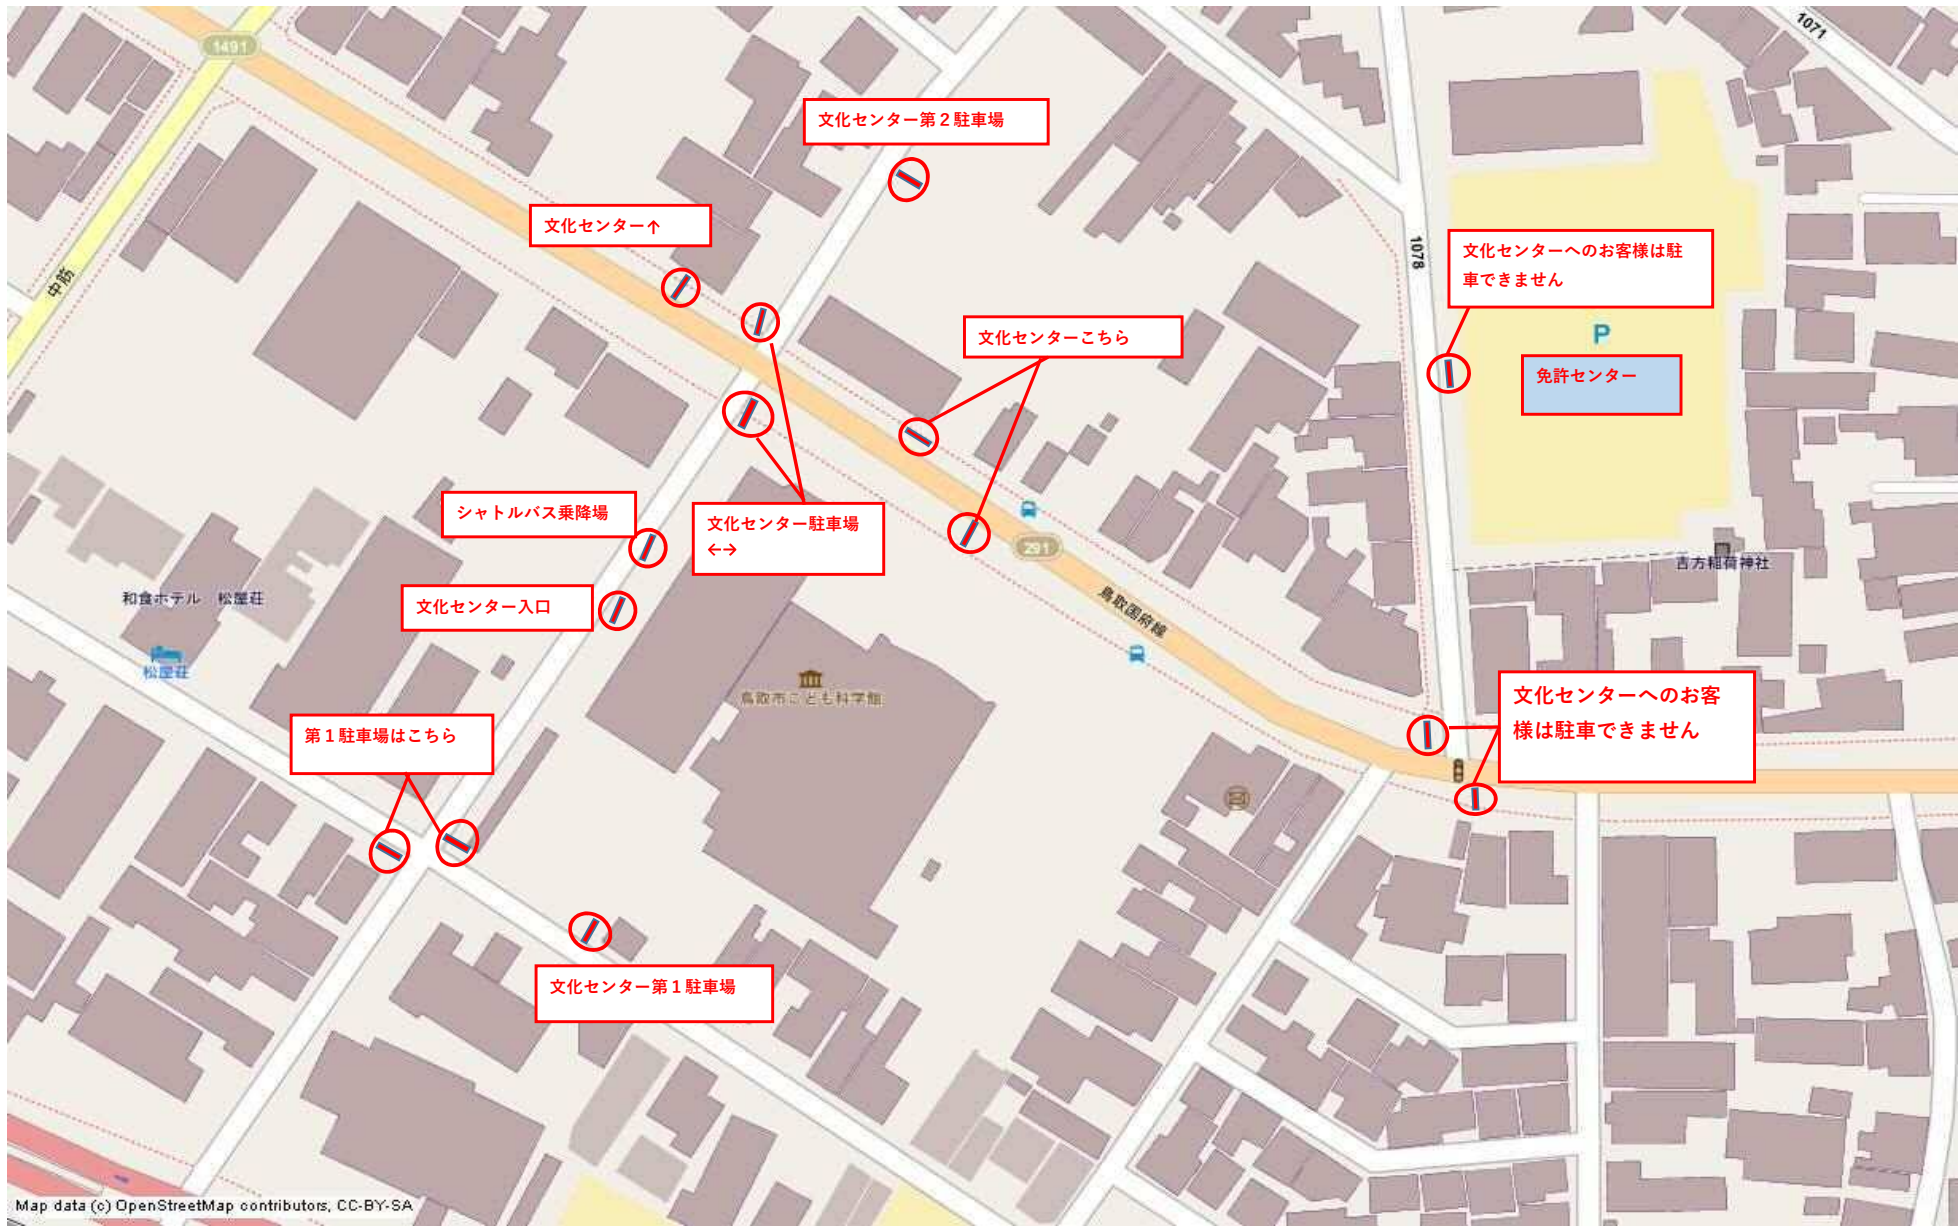 1491
1071
文化センター第２駐車場
文化センター↑
中筋
1078
文化センターへのお客様は駐
車できません
文化センターこちら
P
免許センター
シャトルバス乗降場
文化センター駐車場
←→
291
吉方稲荷神社
和食ホテル　松屋荘
文化センター入口
鳥取国府線
松屋荘
鳥取市こども科学館
文化センターへのお客
様は駐車できません
第１駐車場はこちら
文化センター第１駐車場
Map data (c) OpenStreetMap contributors, CC-BY-SA